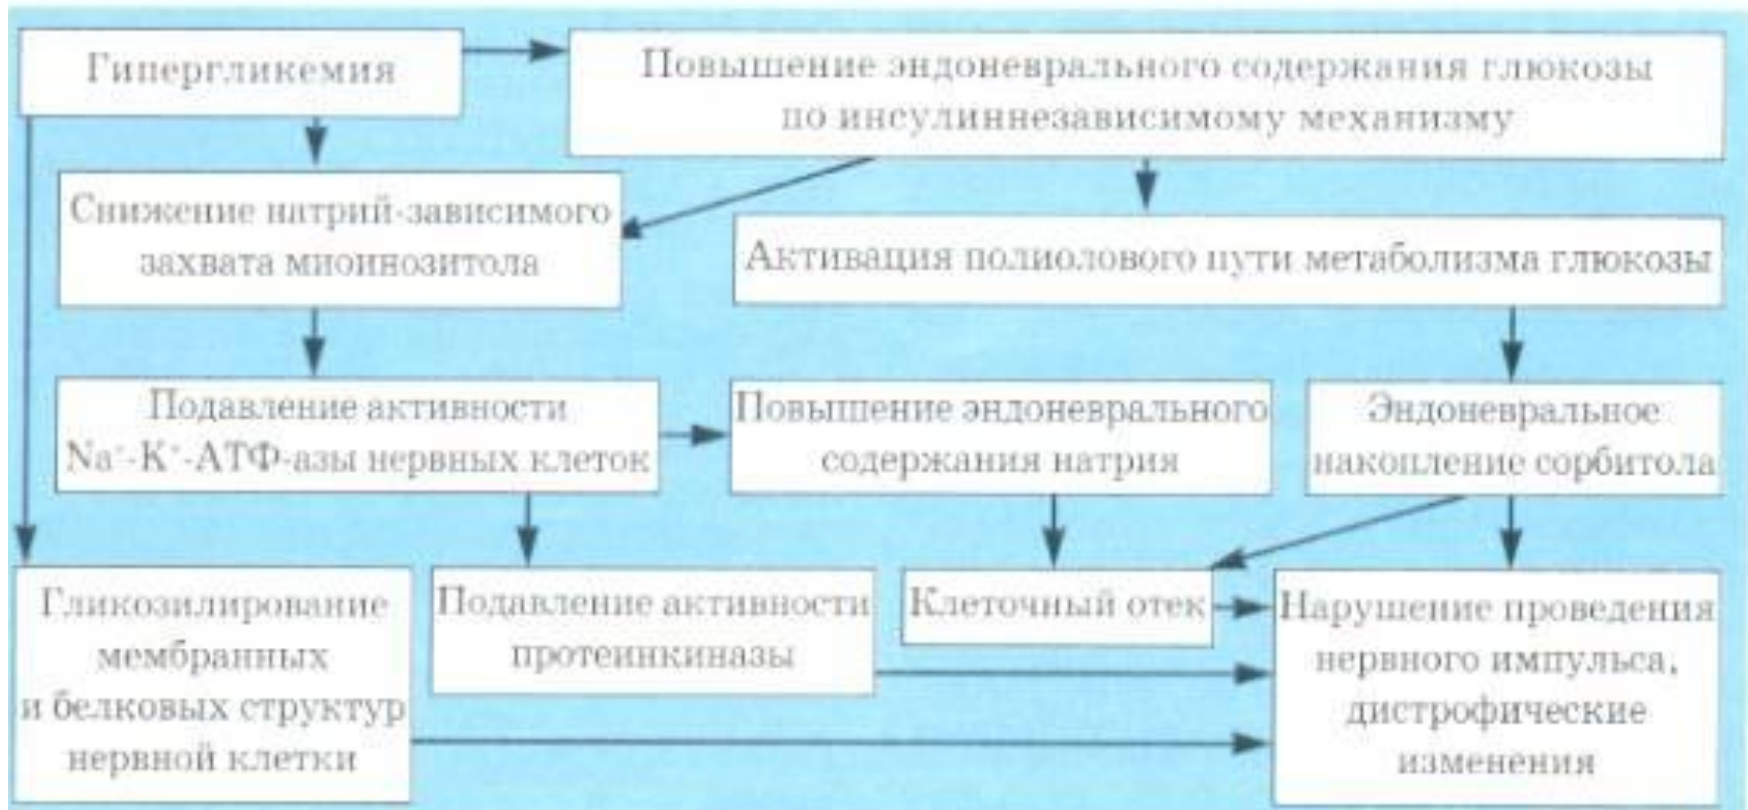 Гипергликемия
Повышение эндоневрального содержания глюкозы
по инсулиннезависимому механизму
Снижение натрий-зависимого
захвата миоинозитола
Активация полиолового пути метаболизма глюкозы
Подавление активности
Na⁺-K⁺-АТФ-азы нервных клеток
Повышение эндоневрального
содержания натрия
Эндоневральное
накопление сорбитола
Гликозилирование
мембранных
и белковых структур
нервной клетки
Подавление активности
протеинкиназы
Клеточный отек
Нарушение проведения
нервного импульса,
дистрофические
изменения